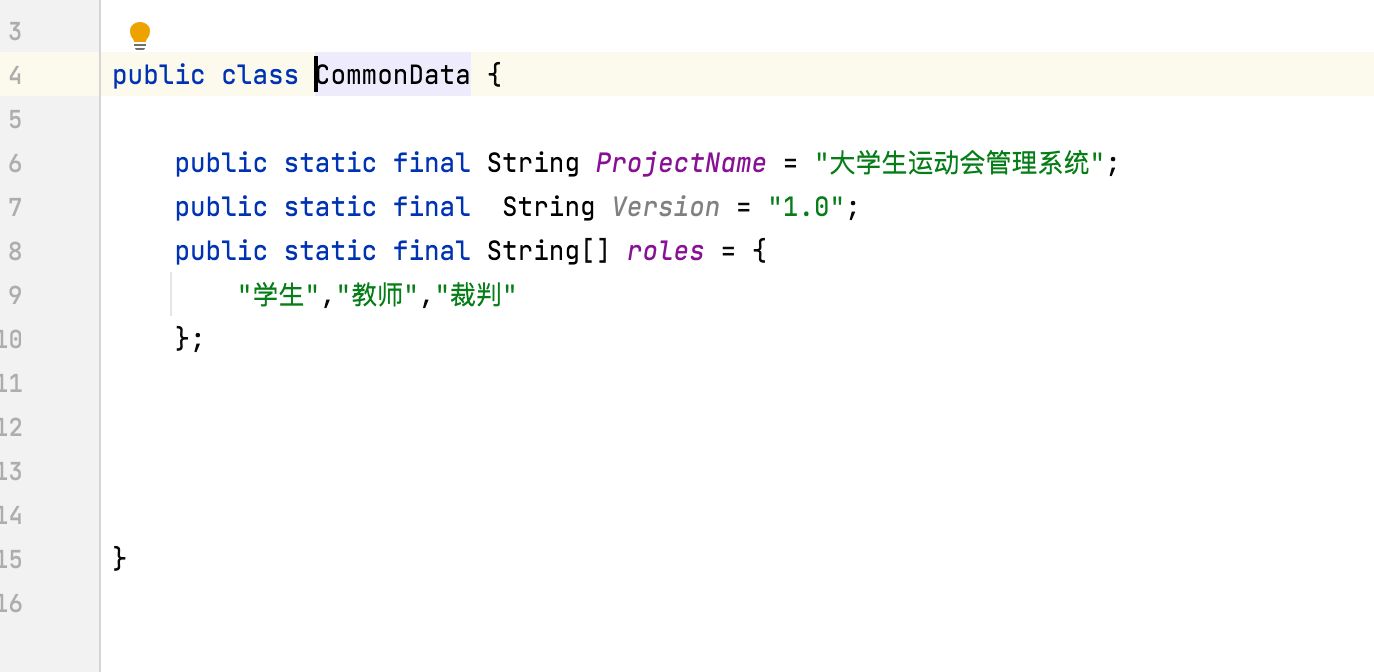 3
4 public class CommonData {
5
6 public static final String ProjectName = "大学生运动会管理系统";
7 public static final  String Version = "1.0";
8 public static final String[] roles = {
9 "学生","教师","裁判"
10 };
11
12
13
14
15 }
16